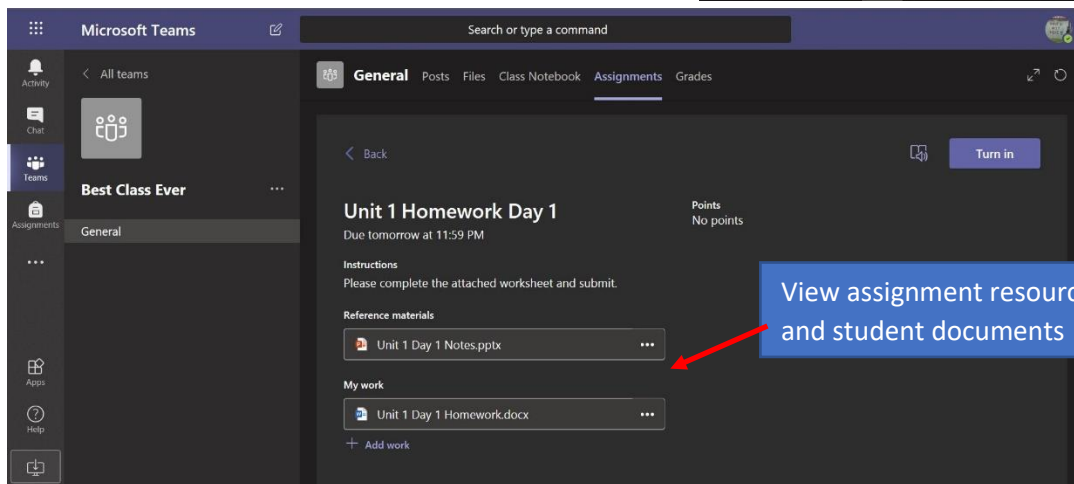 Microsoft Teams
Search or type a command
Activity
Chat
Teams
Assignments
Apps
Help
All teams
Best Class Ever
General
General Posts Files Class Notebook Assignments Grades
Back
Turn in
Unit 1 Homework Day 1
Due tomorrow at 11:59 PM
Points
No points
Instructions
Please complete the attached worksheet and submit.
Reference materials
Unit 1 Day 1 Notes.pptx
My work
Unit 1 Day 1 Homework.docx
+ Add work
View assignment
and student documents